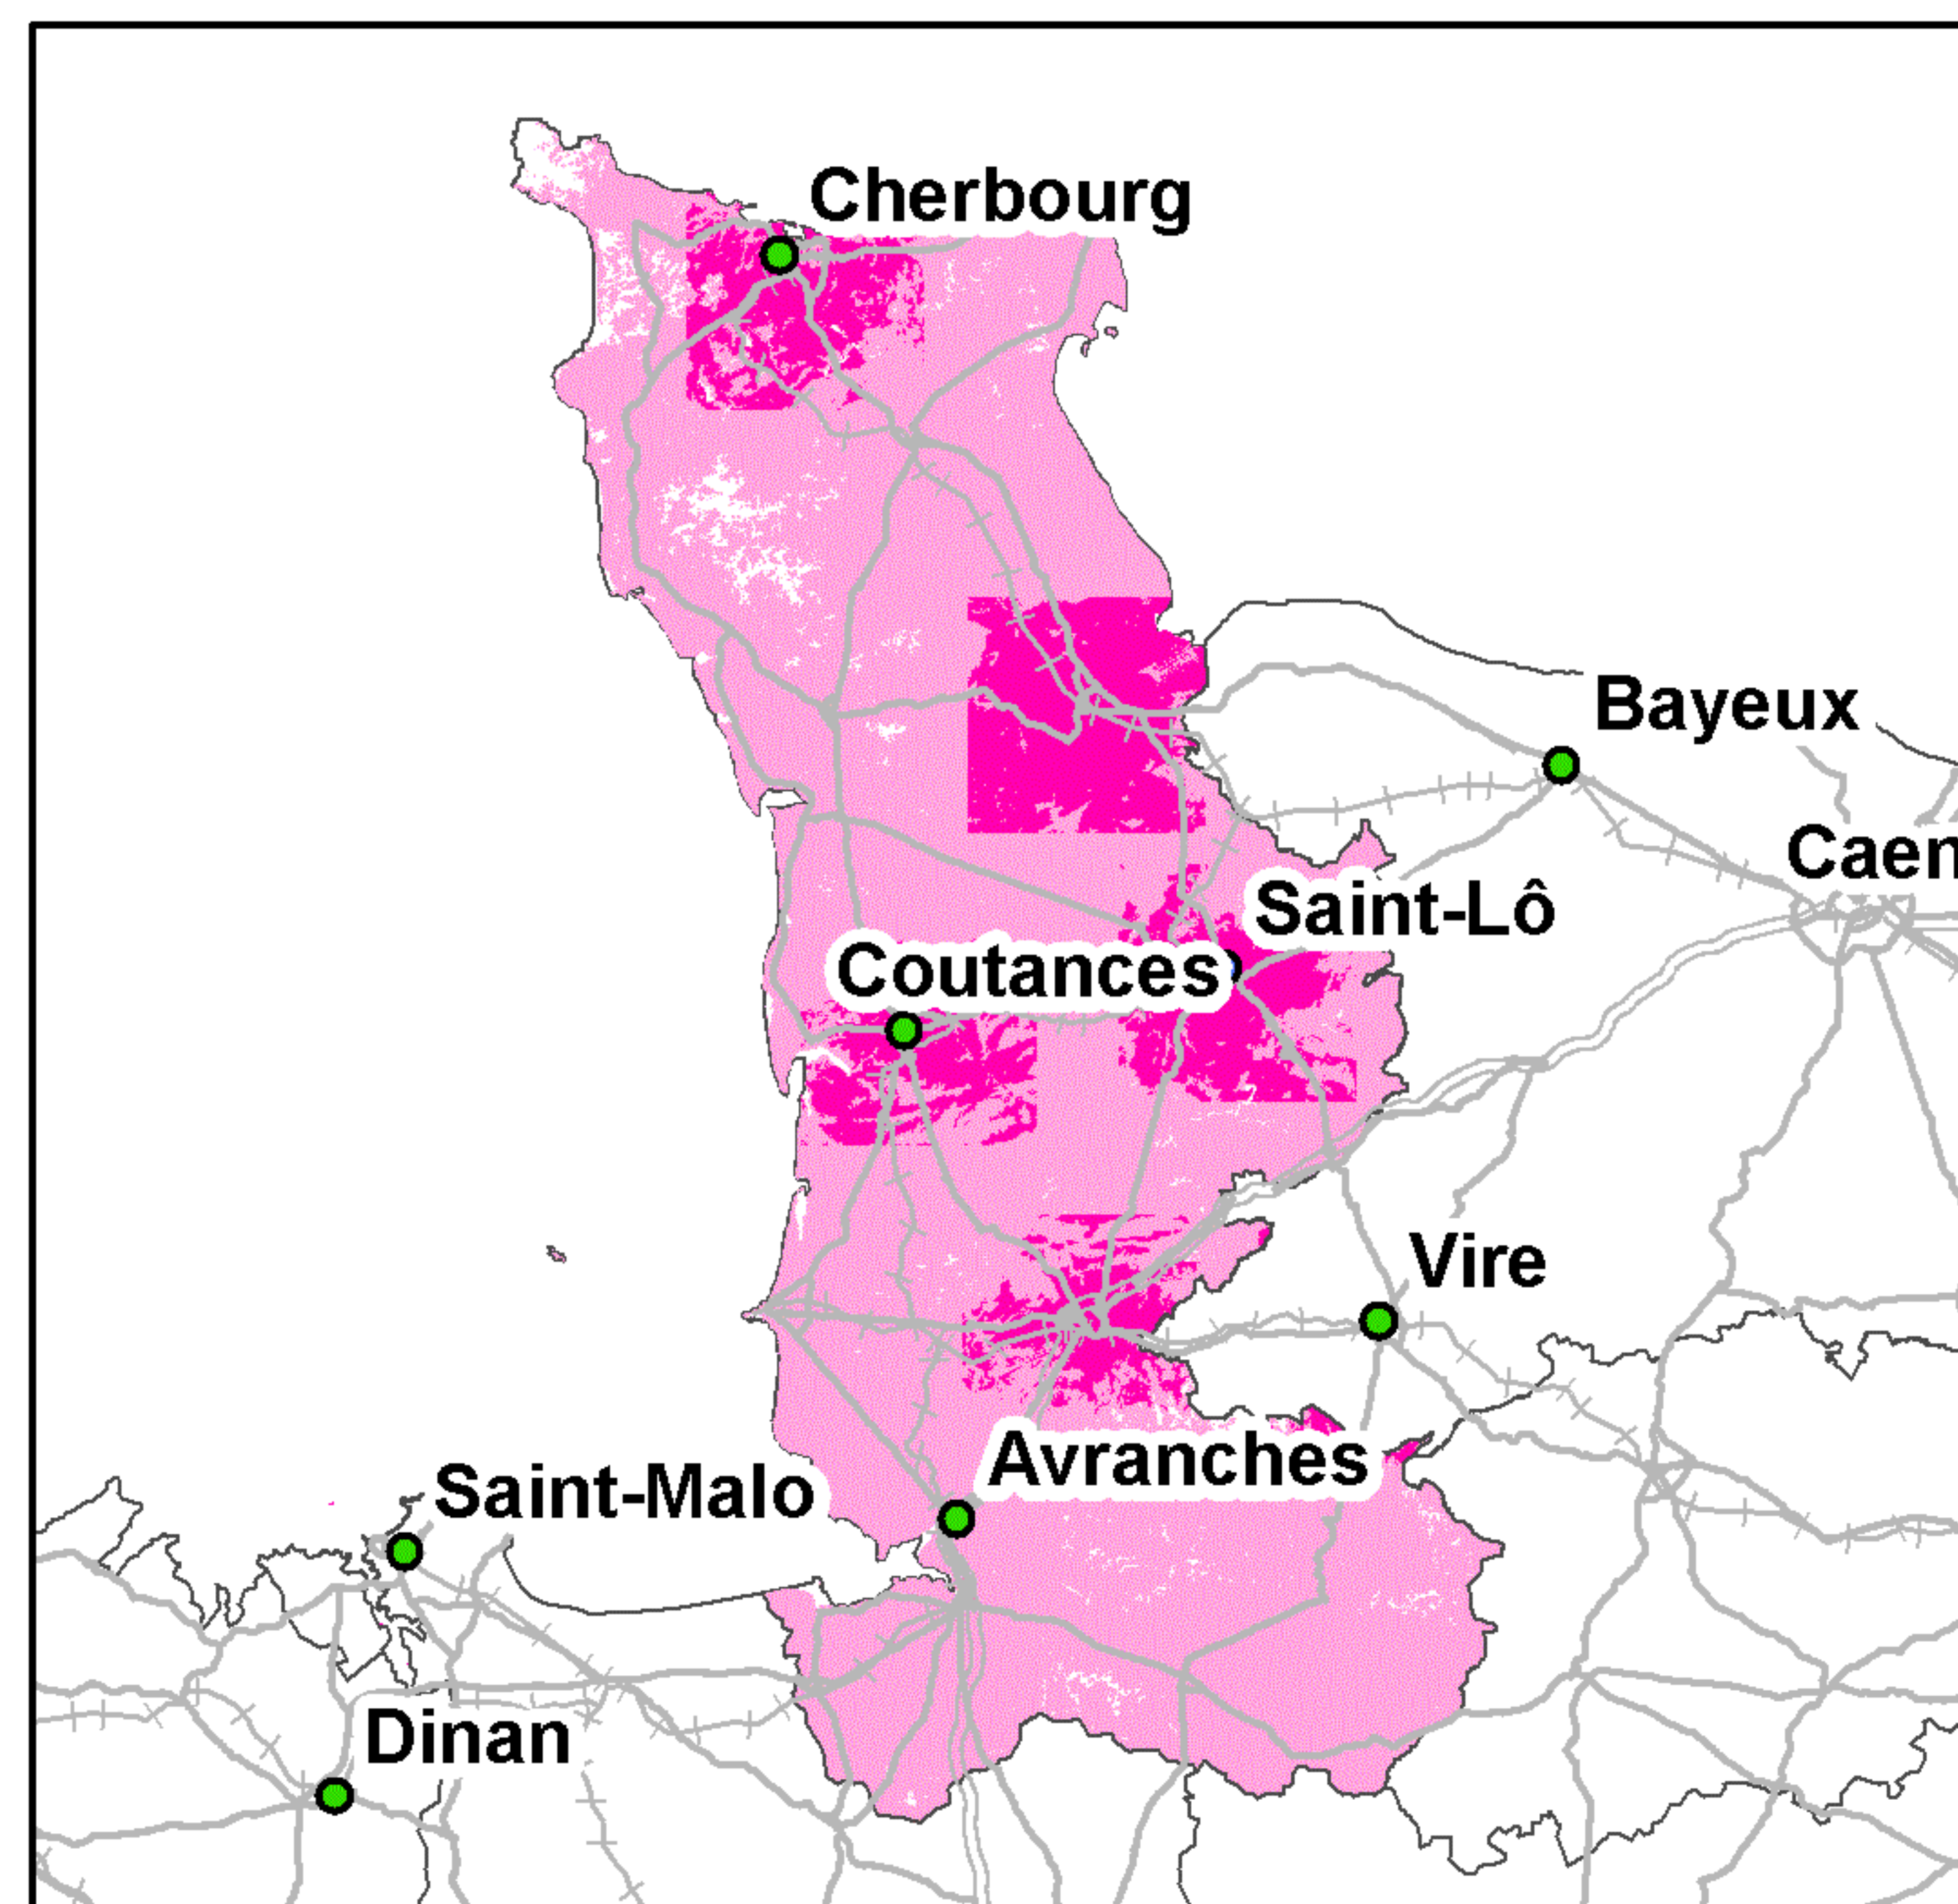 Cherbourg
Bayeux
Caen
Saint-Lô
Coutances
Vire
Avranches
Saint-Malo
Dinan